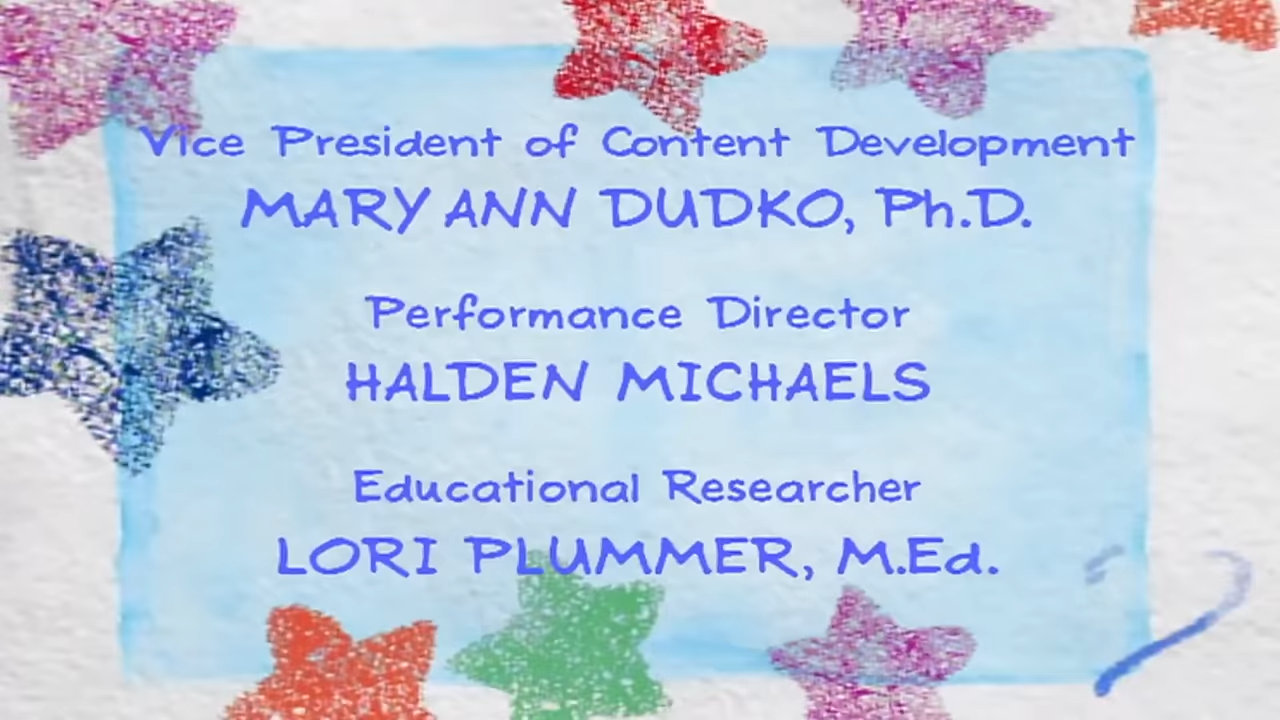 Vice President of Content Development
MARY ANN DUDKO, Ph.D.
Performance Director
HALDEN MICHAELS
Educational Researcher
LORI PLUMMER, M.Ed.